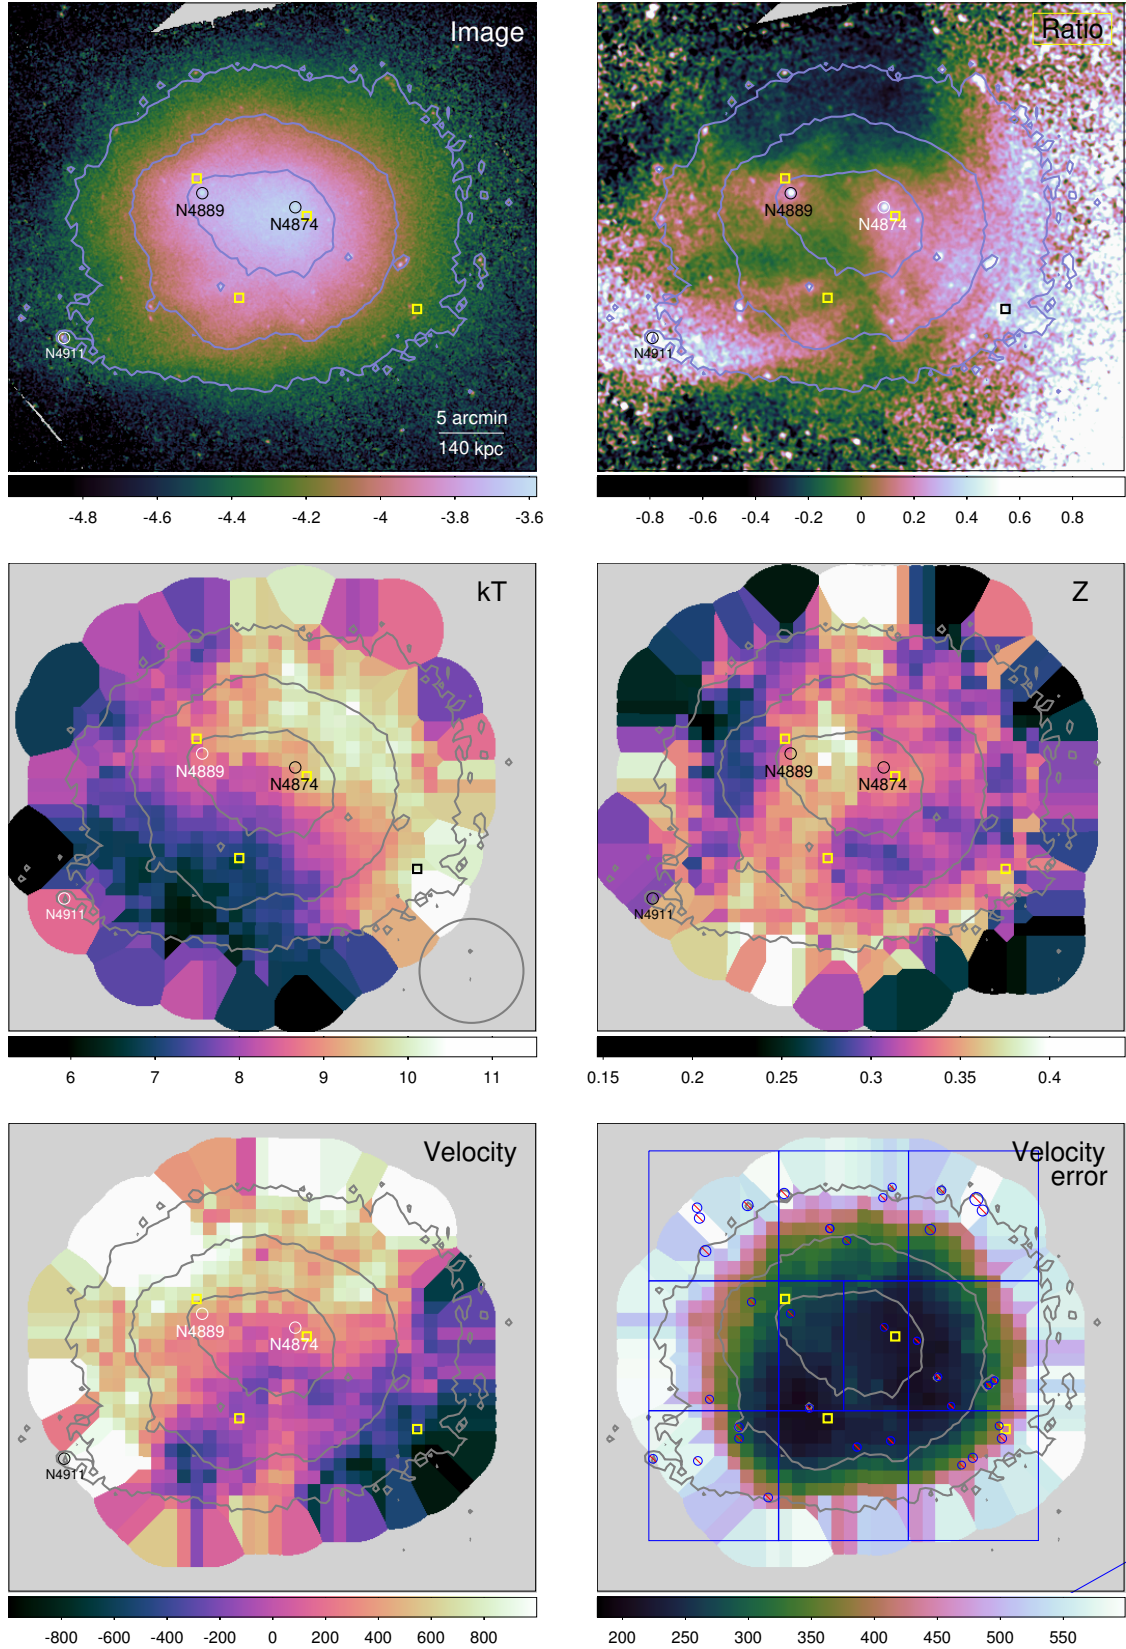 Image
N4889
N4874
N4911
5 arcmin
140 kpc
-4.8 -4.6 -4.4 -4.2 -4 -3.8 -3.6
Ratio
N4889
N4874
N4911
-0.8 -0.6 -0.4 -0.2 0 0.2 0.4 0.6 0.8
kT
N4889
N4874
N4911
6 7 8 9 10 11
Z
N4889
N4874
N4911
0.15 0.2 0.25 0.3 0.35 0.4
Velocity
N4889
N4874
N4911
-800 -600 -400 -200 0 200 400 600 800
Velocity
error
200 250 300 350 400 450 500 550